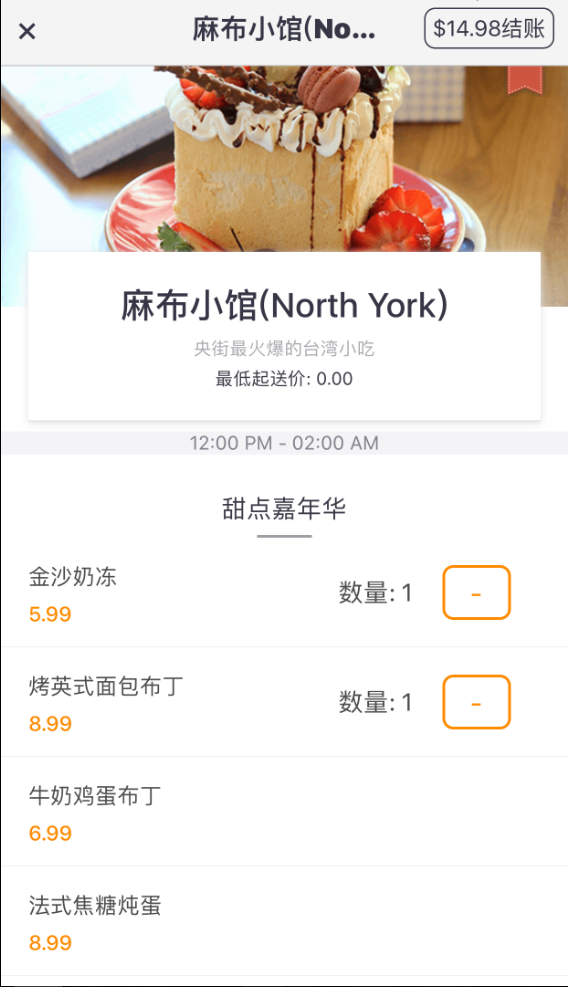 ×
麻布小馆(No...
$14.98结账
麻布小馆(North York)
央街最火爆的台湾小吃
最低起送价: 0.00
12:00 PM - 02:00 AM
甜点嘉年华
金沙奶冻
数量: 1
-
5.99
烤英式面包布丁
数量: 1
-
8.99
牛奶鸡蛋布丁
6.99
法式焦糖炖蛋
8.99